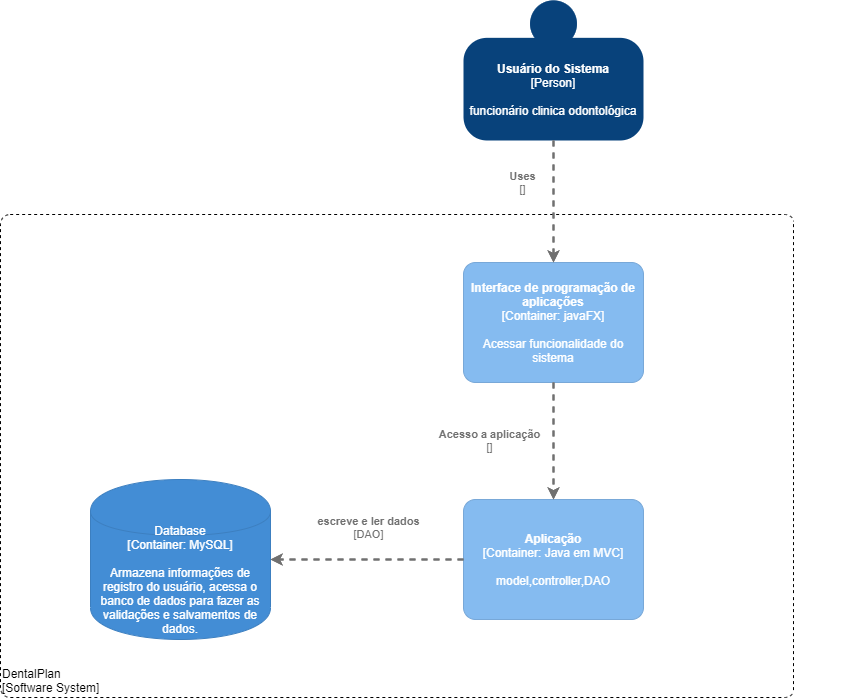 Usuário do Sistema
[Person]
funcionário clinica odontológica
Uses
[]
Interface de programação de
aplicações
[Container: javaFX]
Acessar funcionalidade do
sistema
Acesso a aplicação
[]
escreve e ler dados
[DAO]
Database
[Container: MySQL]
Armazena informações de
registro do usuário, acessa o
banco de dados para fazer as
validações e salvamentos de
dados.
Aplicação
[Container: Java em MVC]
model,controller,DAO
DentalPlan
[Software System]